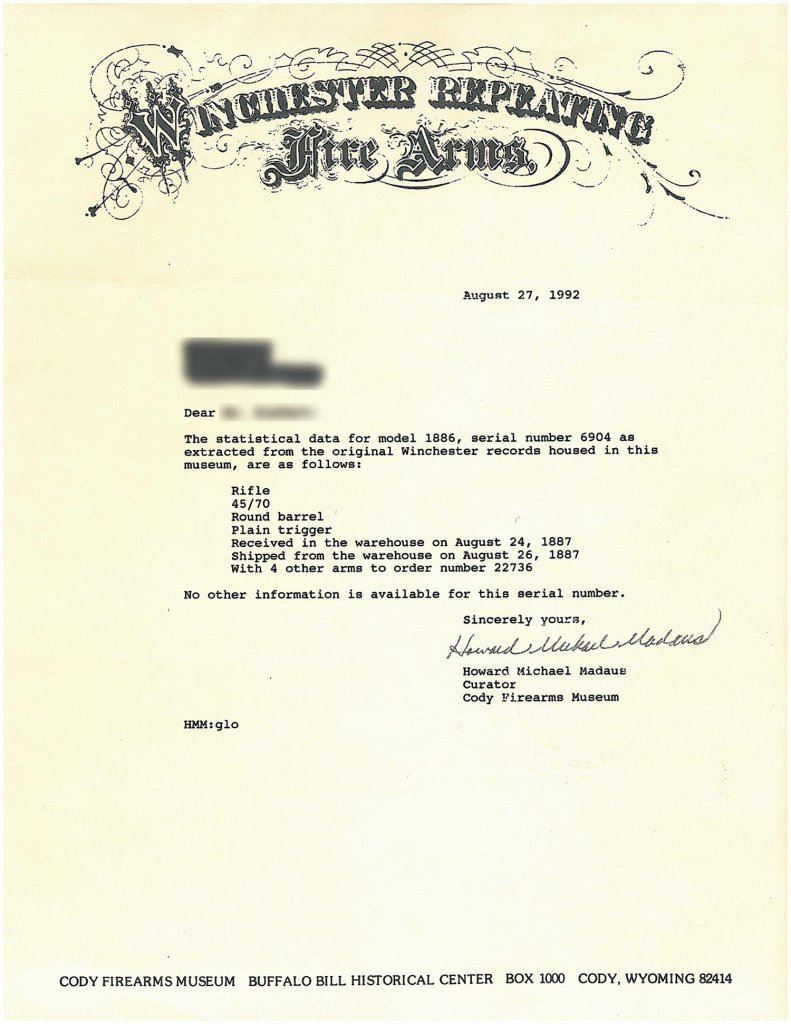 WINCHESTER REPEATING
Fire Arms.
August 27, 1992
Dear
The statistical data for model 1886, serial number 6904 as
extracted from the original Winchester records housed in this
museum, are as follows:
Rifle
45/70
Round barrel
Plain trigger
Received in the warehouse on August 24, 1887
Shipped from the warehouse on August 26, 1887
With 4 other arms to order number 22736
No other information is available for this serial number.
Sincerely yours,
Howard Michael Madaus
Howard Michael Madaus
Curator
Cody Firearms Museum
HMM:glo
MUSEUM
CODY FIREARMS MUSEUM BUFFALO BILL HISTORICAL CENTER BOX 1000 CODY, WYOMING 82414